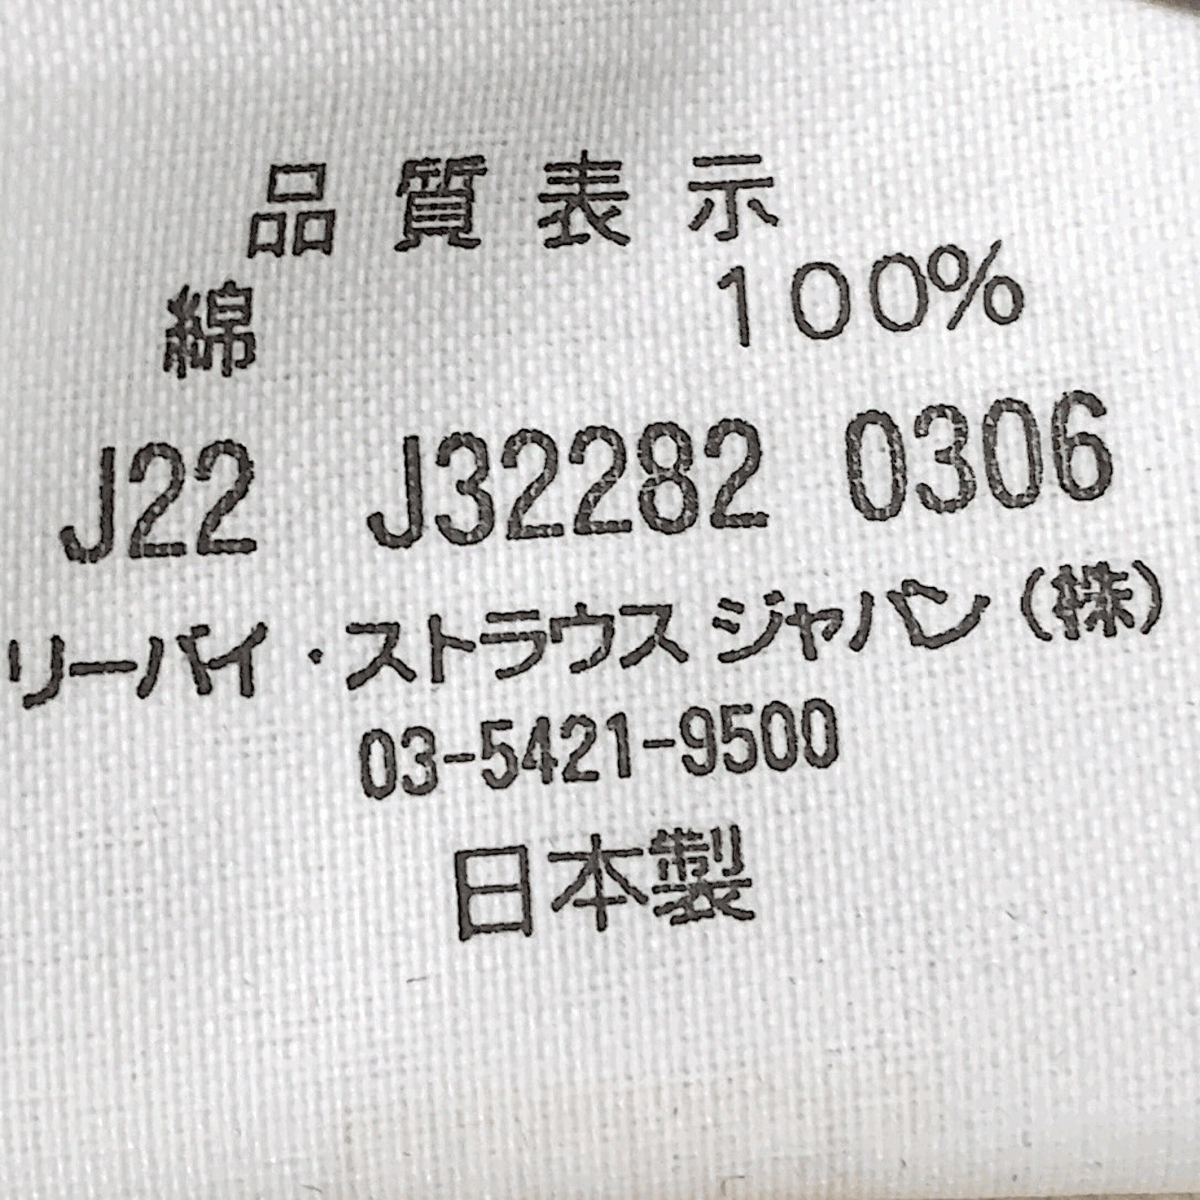 品質表示
綿 100%
J22 J32282 0306
リーバイ・ストラウス ジャパン(株)
03-5421-9500
日本製